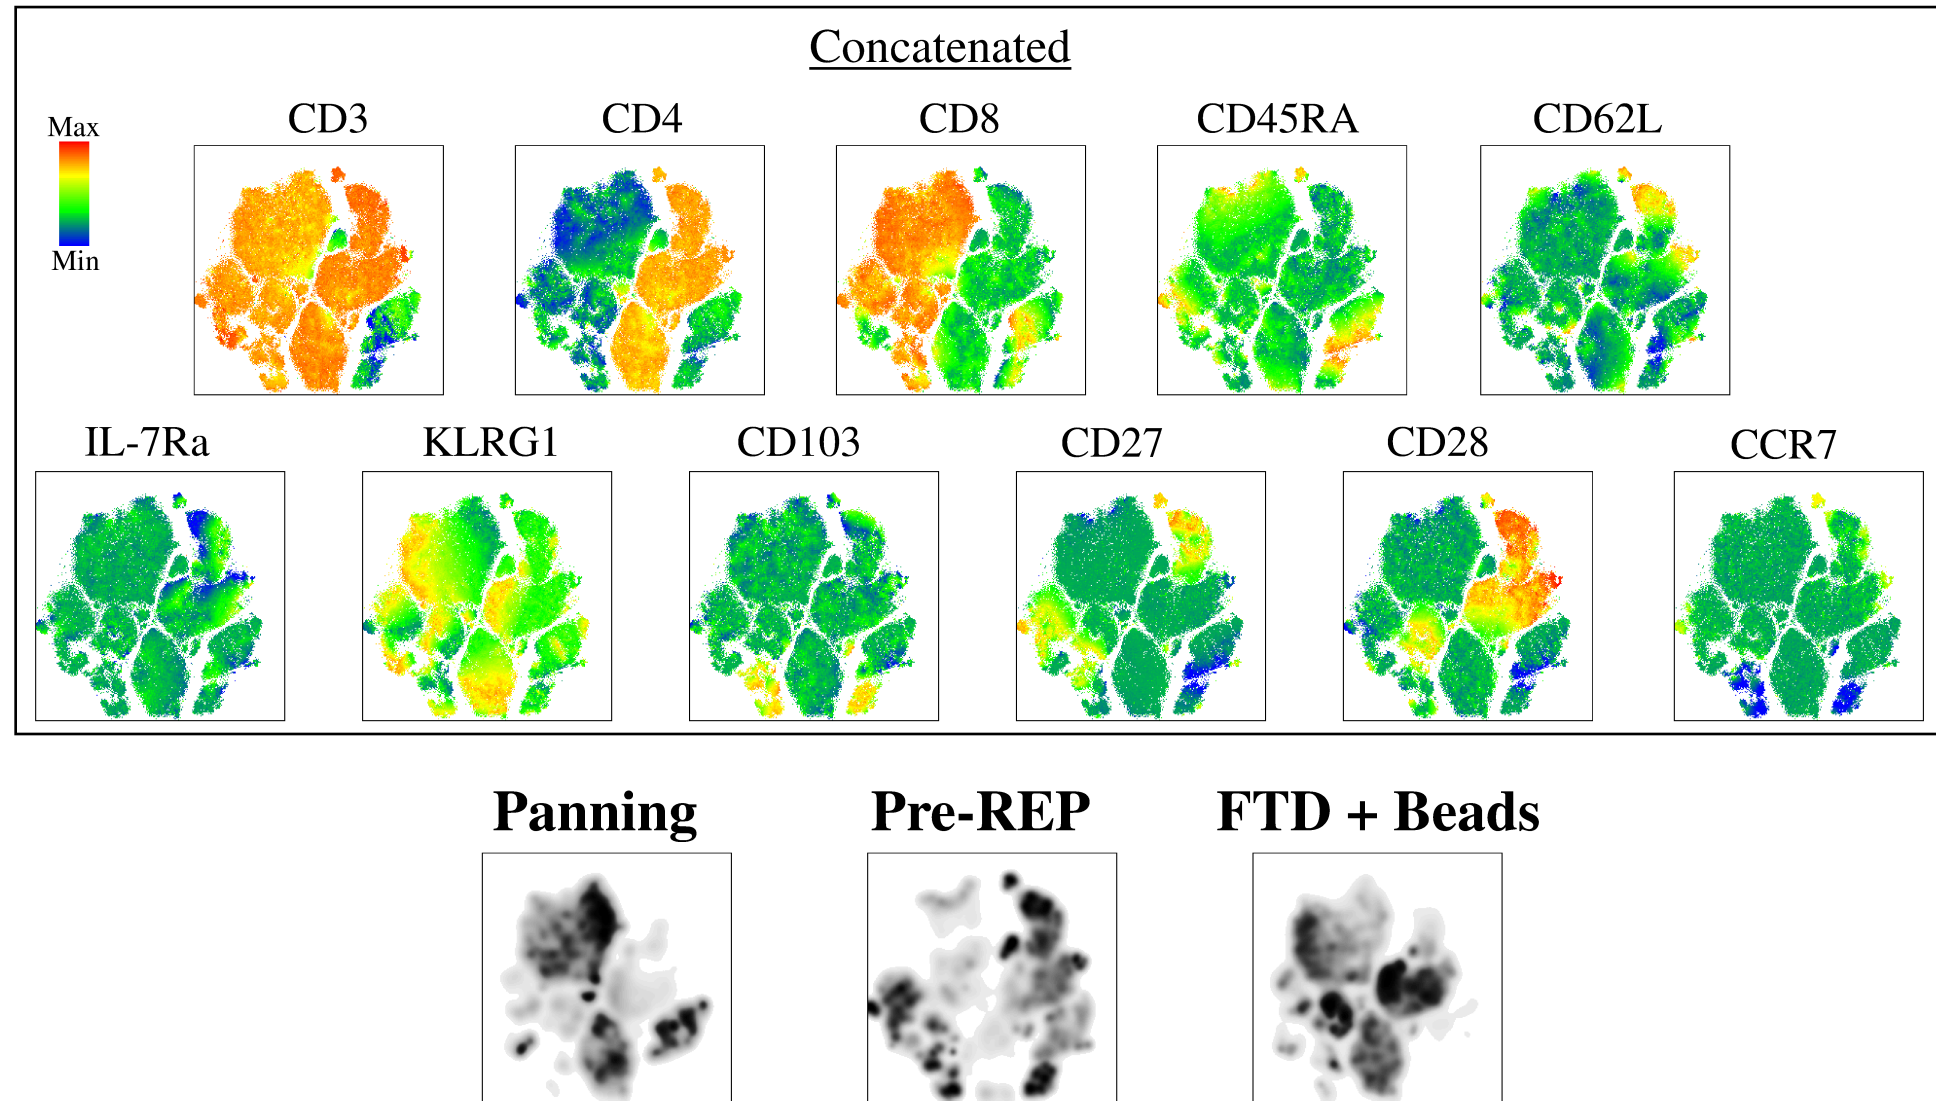 Concatenated
CD3 CD4 CD8 CD45RA CD62L
Max
Min
IL-7Ra KLRG1 CD103 CD27 CD28 CCR7
Panning Pre-REP FTD + Beads